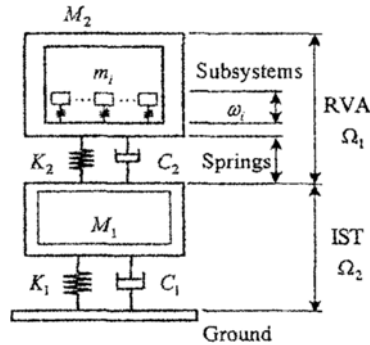 M₂
mᵢ
Subsystems
ωᵢ
RVA
Ω₁
K₂
C₂
Springs
M₁
IST
Ω₂
K₁
C₁
Ground